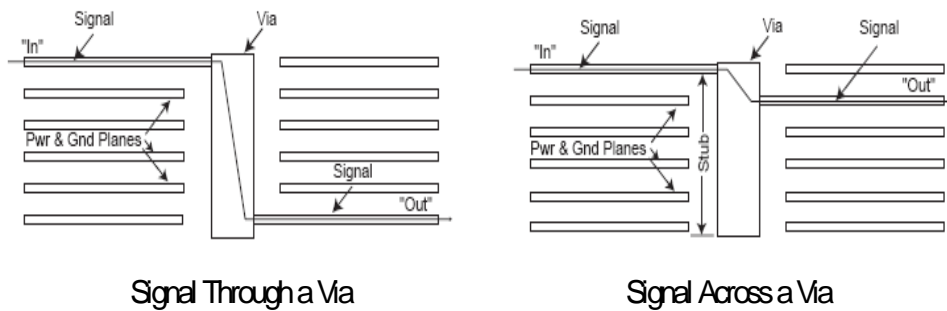 Signal
Via
"In"
Pwr & Gnd Planes
Signal
"Out"
Signal Through a Via
Signal
Via
Signal
"In"
"Out"
Pwr & Gnd Planes
Stub
Signal Across a Via